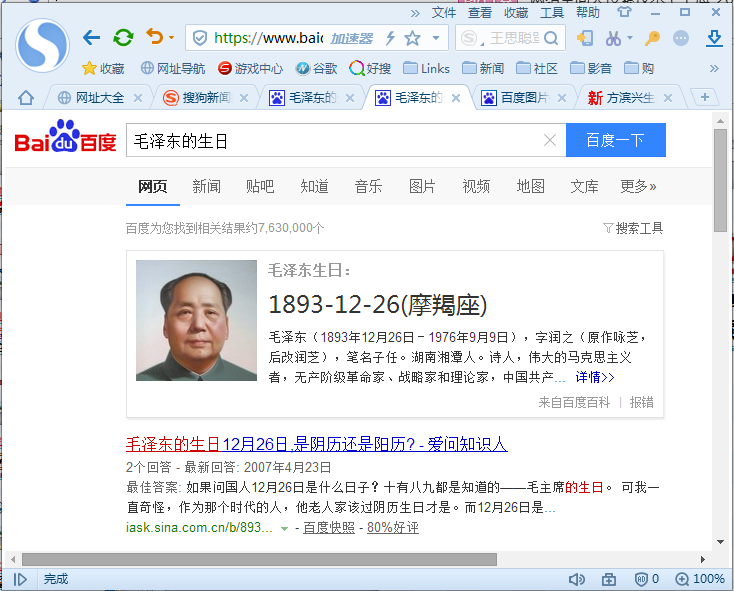 » 文件 查看 收藏 工具 帮助
https://www.baid 加速器 王思聪
收藏 网址导航 游戏中心 谷歌 好搜 Links 新闻 社区 影音 购 »
网址大全 搜狗新闻 毛泽东的 毛泽东的 百度图片 新 方滨兴生
Bai du 百度 毛泽东的生日 百度一下
网页 新闻 贴吧 知道 音乐 图片 视频 地图 文库 更多»
百度为您找到相关结果约7,630,000个 搜索工具
毛泽东生日：
1893-12-26(摩羯座)
毛泽东（1893年12月26日－1976年9月9日），字润之（原作咏芝，
后改润芝），笔名子任。湖南湘潭人。诗人，伟大的马克思主义
者，无产阶级革命家、战略家和理论家，中国共产... 详情>>
来自百度百科 | 报错
毛泽东的生日12月26日,是阴历还是阳历? - 爱问知识人
2个回答 - 最新回答: 2007年4月23日
最佳答案: 如果问国人12月26日是什么日子？十有八九都是知道的——毛主席的生日。 可我一
直奇怪，作为那个时代的人，他老人家该过阴历生日才是。而12月26日是...
iask.sina.com.cn/b/893... - 百度快照 - 80%好评
完成 AD 0 100%